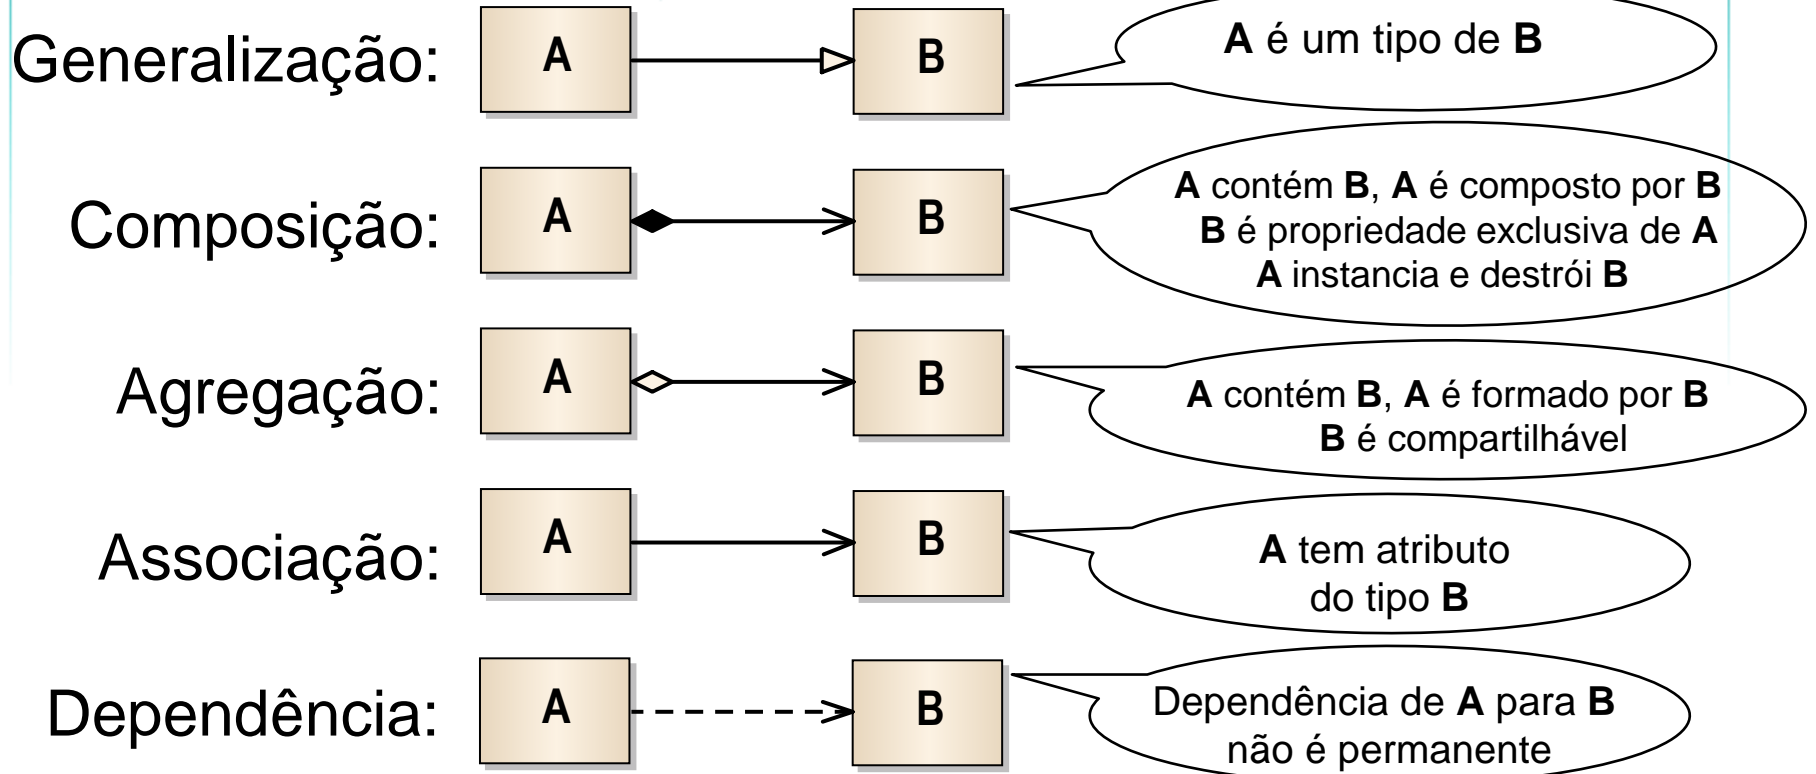 Generalização:
A
B
A é um tipo de B
Composição:
A
B
A contém B, A é composto por B
B é propriedade exclusiva de A
A instancia e destrói B
Agregação:
A
B
A contém B, A é formado por B
B é compartilhável
Associação:
A
B
A tem atributo
do tipo B
Dependência:
A
B
Dependência de A para B
não é permanente